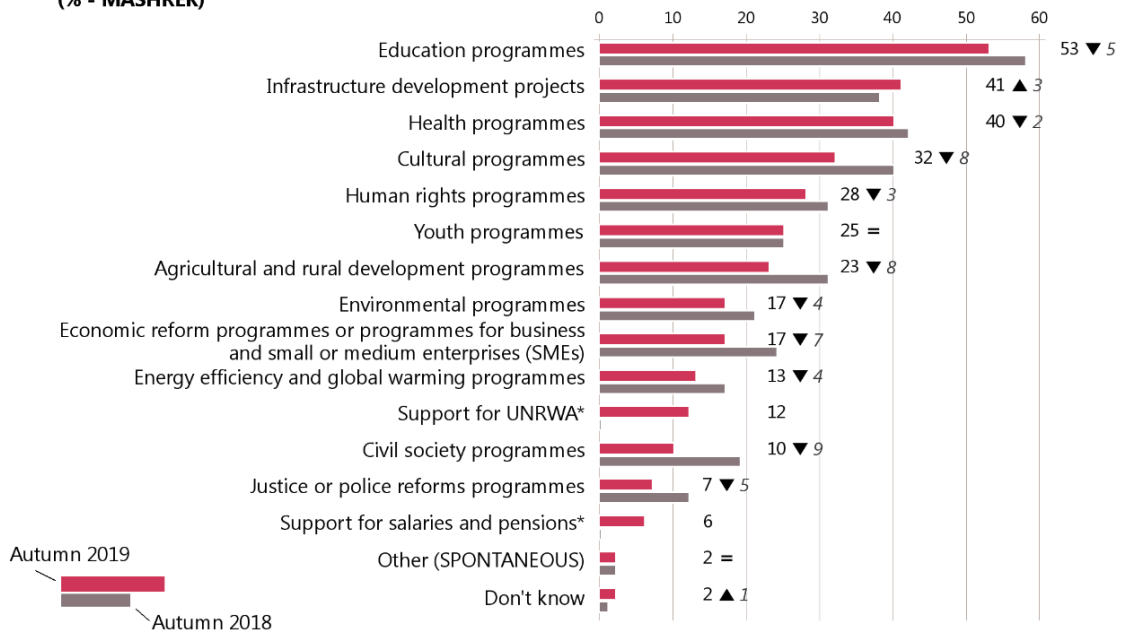 (% - MASHREK)
0 10 20 30 40 50 60
Education programmes 53 ▼ 5
Infrastructure development projects 41 ▲ 3
Health programmes 40 ▼ 2
Cultural programmes 32 ▼ 8
Human rights programmes 28 ▼ 3
Youth programmes 25 =
Agricultural and rural development programmes 23 ▼ 8
Environmental programmes 17 ▼ 4
Economic reform programmes or programmes for business
and small or medium enterprises (SMEs) 17 ▼ 7
Energy efficiency and global warming programmes 13 ▼ 4
Support for UNRWA* 12
Civil society programmes 10 ▼ 9
Justice or police reforms programmes 7 ▼ 5
Support for salaries and pensions* 6
Other (SPONTANEOUS) 2 =
Don't know 2 ▲ 1
Autumn 2019
Autumn 2018